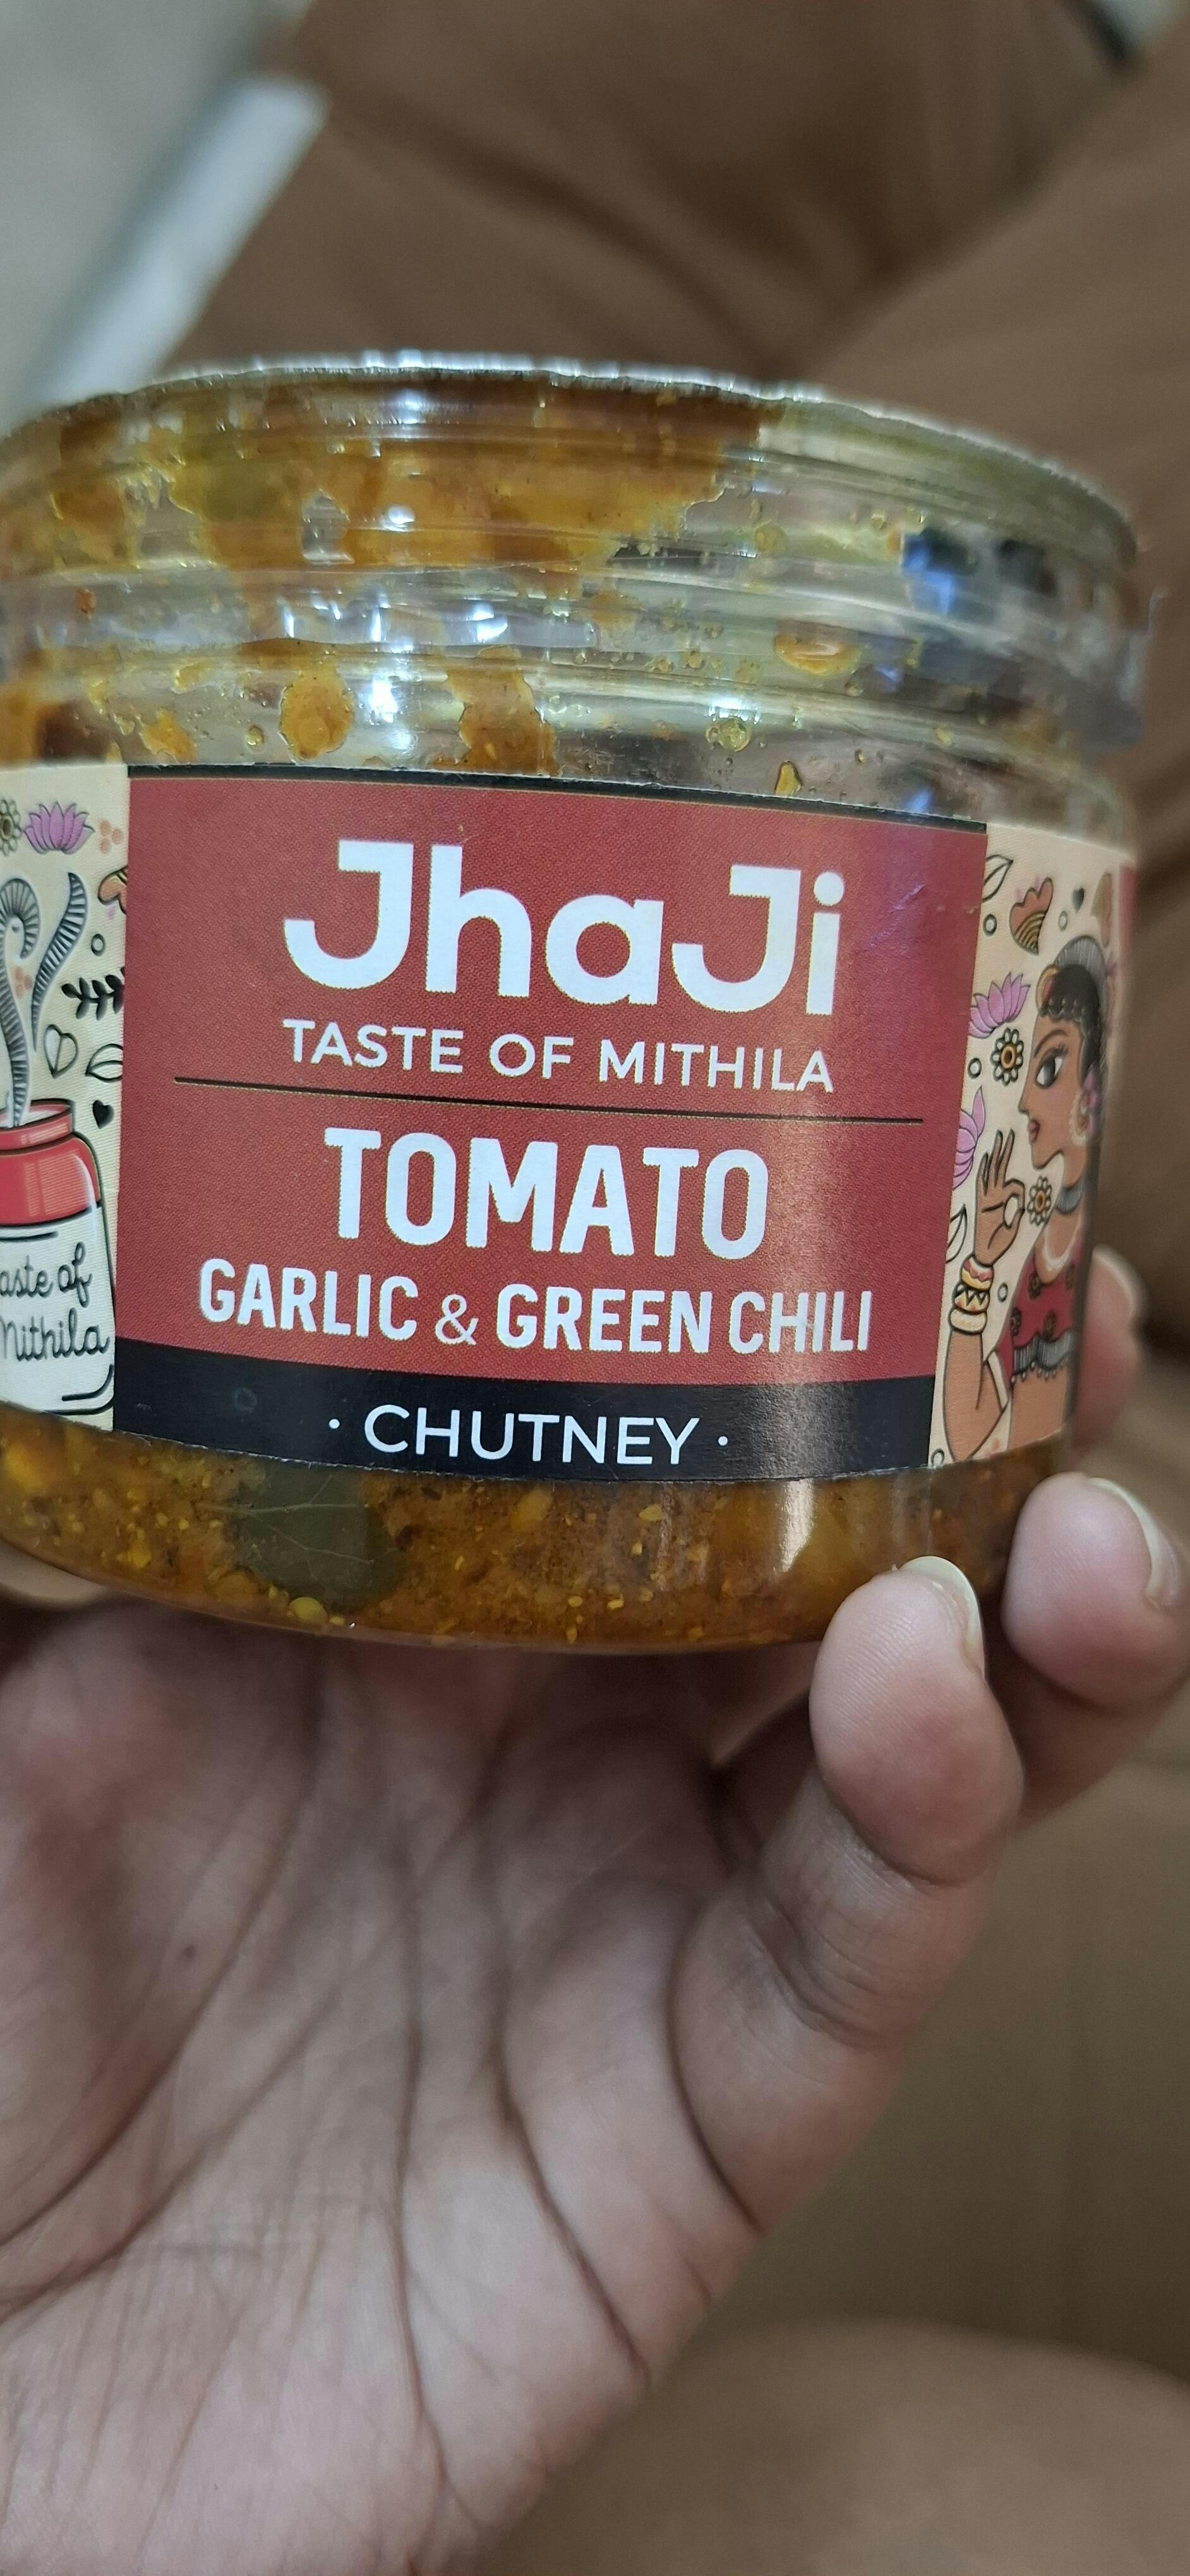 JhaJi
TASTE OF MITHILA
TOMATO
GARLIC & GREEN CHILI
· CHUTNEY ·
aste of
Mithila